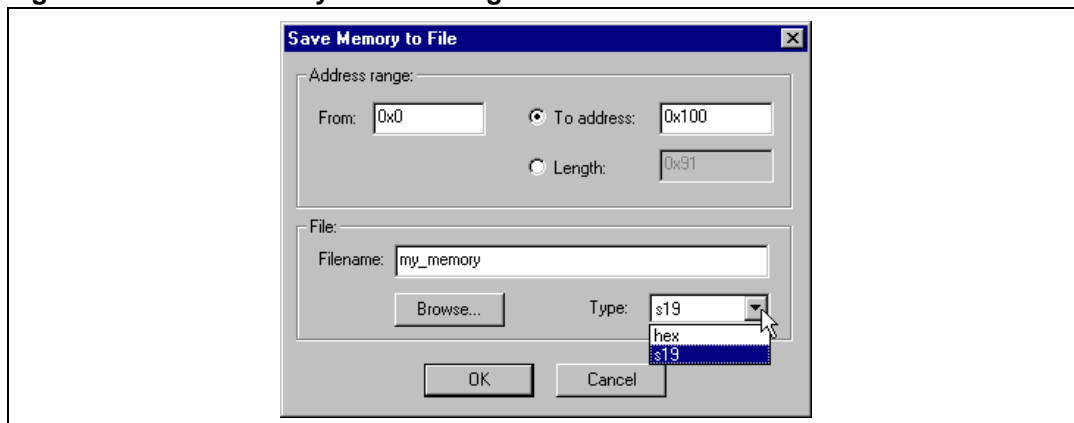 Save Memory to File
Address range:
From: 0x0 To address: 0x100
Length: 0x91
File:
Filename: my_memory
Browse... Type: s19
hex
s19
OK Cancel